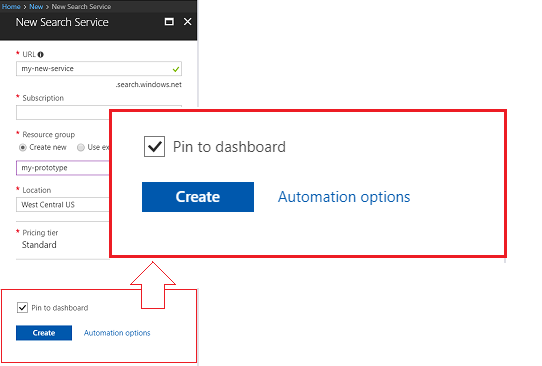 Home > New > New Search Service
New Search Service
* URL
my-new-service
.search.windows.net
* Subscription
* Resource group
Create new Use ex
my-prototype
* Location
West Central US
* Pricing tier
Standard
Pin to dashboard
Create Automation options
Pin to dashboard
Create Automation options